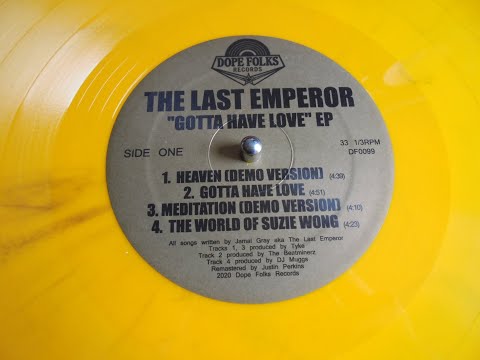 DOPE FOLKS
RECORDS
THE LAST EMPEROR
"GOTTA HAVE LOVE" EP
SIDE ONE
33 1/3RPM
DF0099
1. HEAVEN (DEMO VERSION) (4:39)
2. GOTTA HAVE LOVE (4:51)
3. MEDITATION (DEMO VERSION) (4:10)
4. THE WORLD OF SUZIE WONG (4:23)
All songs written by Jamal Gray aka The Last Emperor
Tracks 1, 3 produced by Tyke
Track 2 produced by The Beatminerz
Track 4 produced by DJ Muggs
Remastered by Justin Perkins
2020 Dope Folks Records